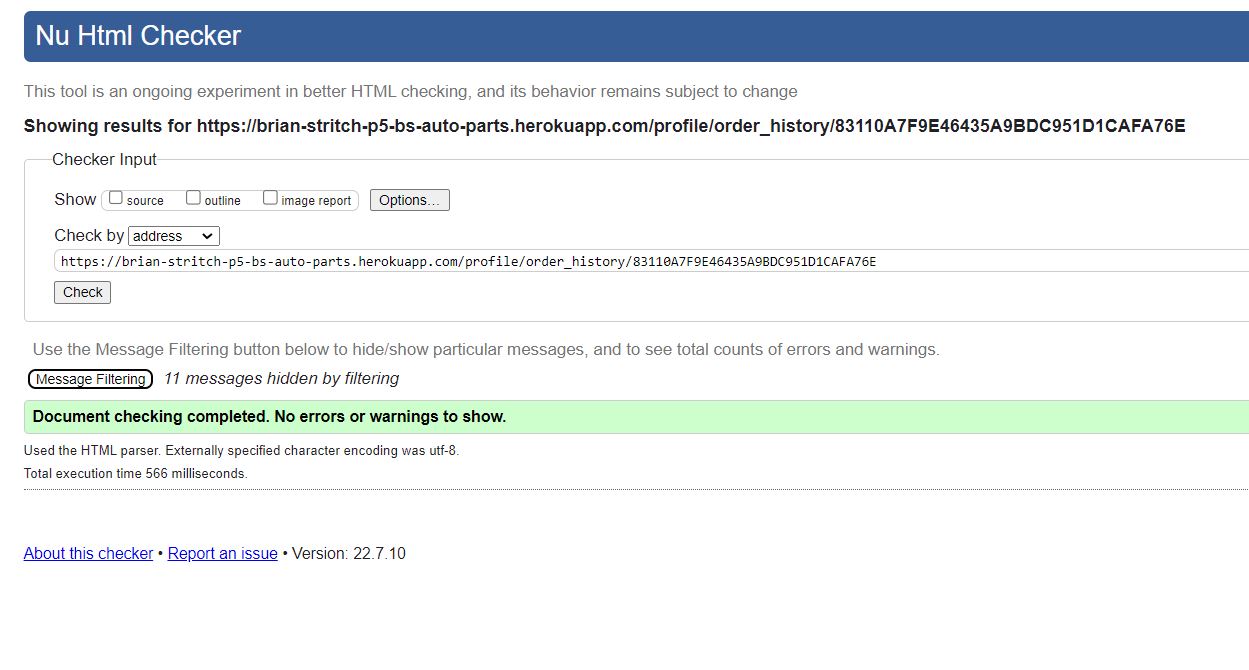 Nu Html Checker
This tool is an ongoing experiment in better HTML checking, and its behavior remains subject to change
Showing results for https://brian-stritch-p5-bs-auto-parts.herokuapp.com/profile/order_history/83110A7F9E46435A9BDC951D1CAFA76E
Checker Input
Show source outline image report Options...
Check by address
https://brian-stritch-p5-bs-auto-parts.herokuapp.com/profile/order_history/83110A7F9E46435A9BDC951D1CAFA76E
Check
Use the Message Filtering button below to hide/show particular messages, and to see total counts of errors and warnings.
Message Filtering 11 messages hidden by filtering
Document checking completed. No errors or warnings to show.
Used the HTML parser. Externally specified character encoding was utf-8.
Total execution time 566 milliseconds.
About this checker • Report an issue • Version: 22.7.10